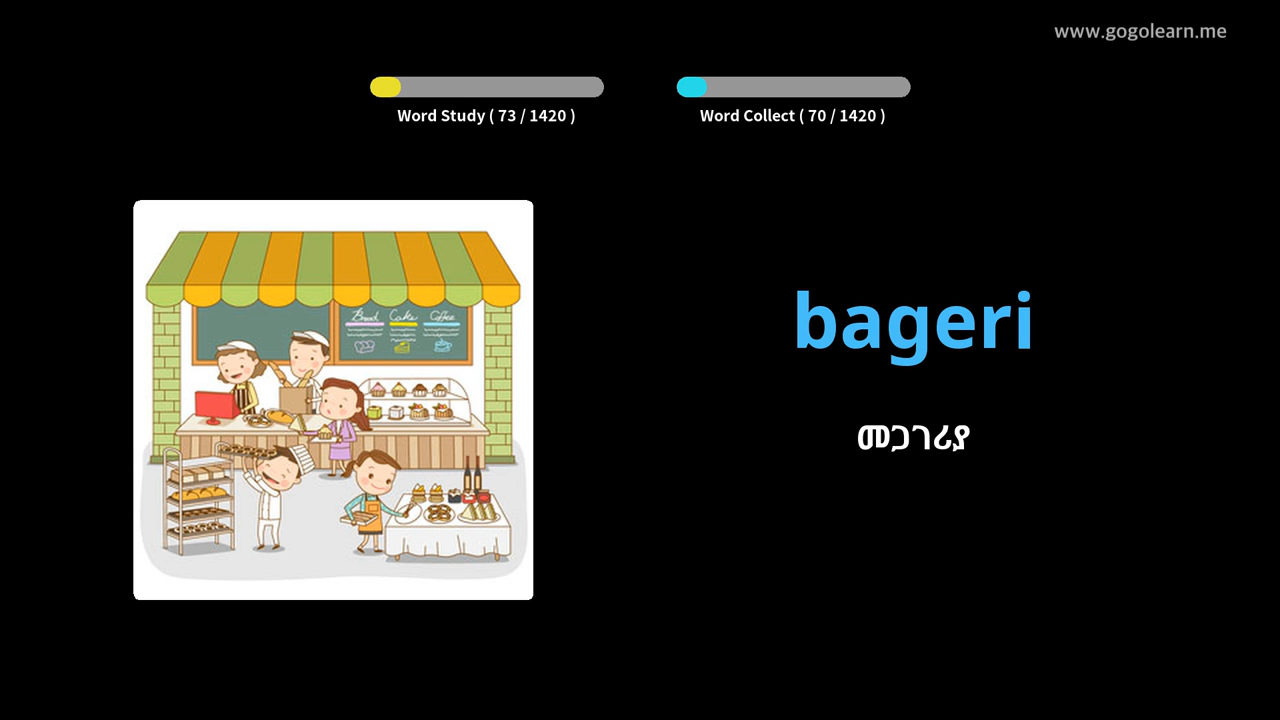 www.gogolearn.me
Word Study ( 73 / 1420 )
Word Collect ( 70 / 1420 )
Bread Cake Coffee
bageri
መጋገሪያ